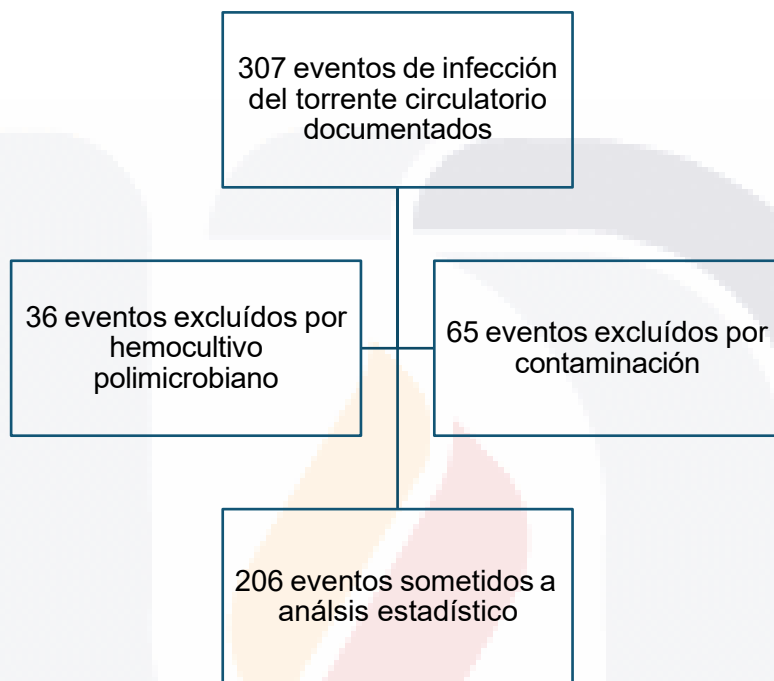 307 eventos de infección
del torrente circulatorio
documentados
36 eventos excluídos por
hemocultivo
polimicrobiano
65 eventos excluídos por
contaminación
206 eventos sometidos a
análsis estadístico